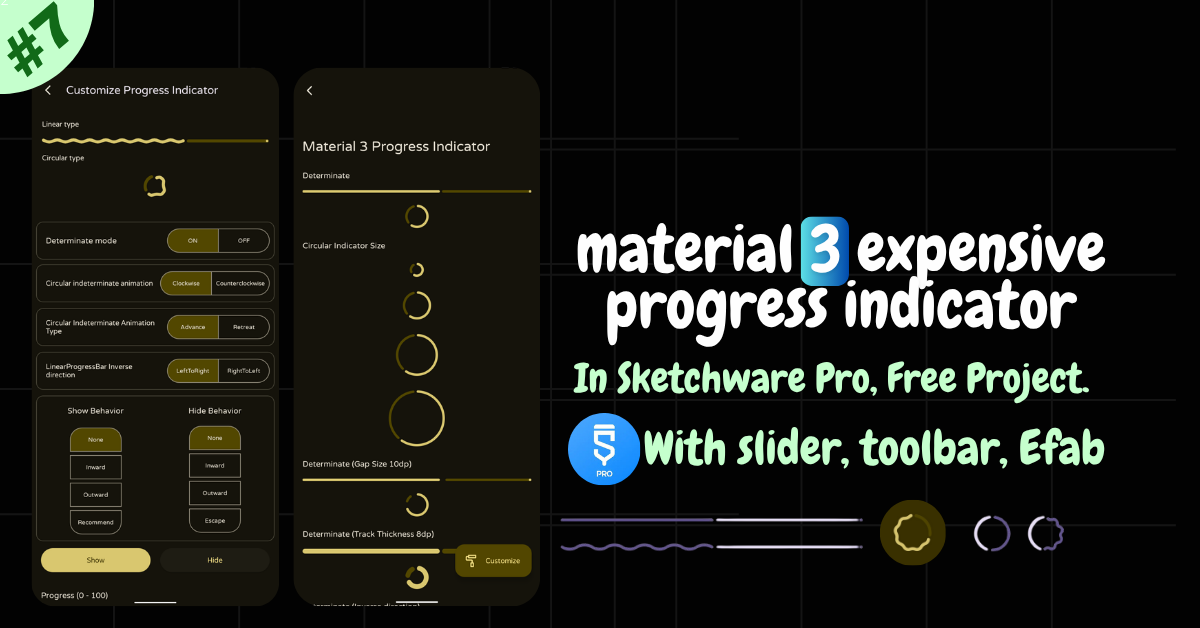 #7
Customize Progress Indicator
Linear type
Circular type
Determinate mode
ON
OFF
Circular indeterminate animation
Clockwise
Counterclockwise
Circular Indeterminate Animation
Type
Advance
Retreat
LinearProgressBar Inverse
direction
LeftToRight
RightToLeft
Show Behavior
Hide Behavior
None
None
Inward
Inward
Outward
Outward
Recommend
Escape
Show
Hide
Progress (0 - 100)
Material 3 Progress Indicator
Determinate
Circular Indicator Size
Determinate (Gap Size 10dp)
Determinate (Track Thickness 8dp)
Customize
material 3 expensive
progress indicator
In Sketchware Pro, Free Project.
PRO
With slider, toolbar, Efab